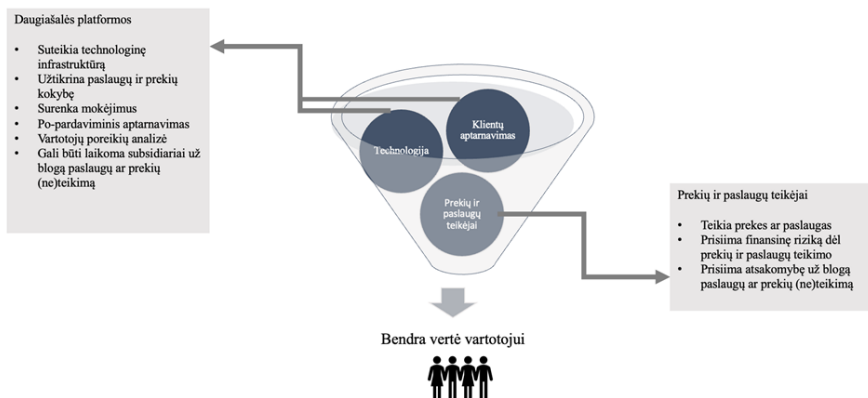 Daugiašalės platformos
• Suteikia technologinę
infrastruktūrą
• Užtikrina paslaugų ir prekių
kokybę
• Surenka mokėjimus
• Po-pardaviminis aptarnavimas
• Vartotojų poreikių analizė
• Gali būti laikoma subsidiariai už
blogą paslaugų ar prekių
(ne)teikimą
Technologija
Klientų
aptarnavimas
Prekių ir
paslaugų
teikėjai
Prekių ir paslaugų teikėjai
• Teikia prekes ar paslaugas
• Prisiima finansinę riziką dėl
prekių ir paslaugų teikimo
• Prisiima atsakomybę už blogą
paslaugų ar prekių (ne)teikimą
Bendra vertė vartotojui